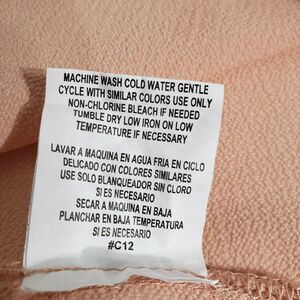 MACHINE WASH COLD WATER GENTLE
CYCLE WITH SIMILAR COLORS USE ONLY
NON-CHLORINE BLEACH IF NEEDED
TUMBLE DRY LOW IRON ON LOW
TEMPERATURE IF NECESSARY
LAVAR A MAQUINA EN AGUA FRIA EN CICLO
DELICADO CON COLORES SIMILARES
USE SOLO BLANQUEADOR SIN CLORO
SI ES NECESARIO
SECAR A MAQUINA EN BAJA
PLANCHAR EN BAJA TEMPERATURA
SI ES NECESARIO
#C12